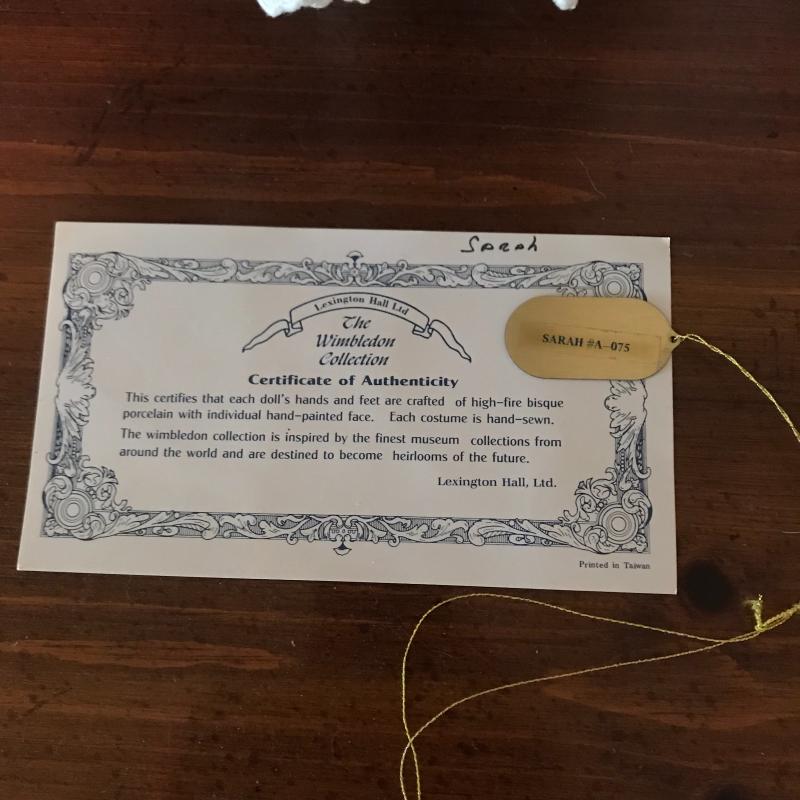 Sarah
Lexington Hall Ltd
The
Wimbledon
Collection
SARAH #A-075
Certificate of Authenticity
This certifies that each doll's hands and feet are crafted of high-fire bisque
porcelain with individual hand-painted face. Each costume is hand-sewn.
The wimbledon collection is inspired by the finest museum collections from
around the world and are destined to become heirlooms of the future.
Lexington Hall, Ltd.
Printed in Taiwan